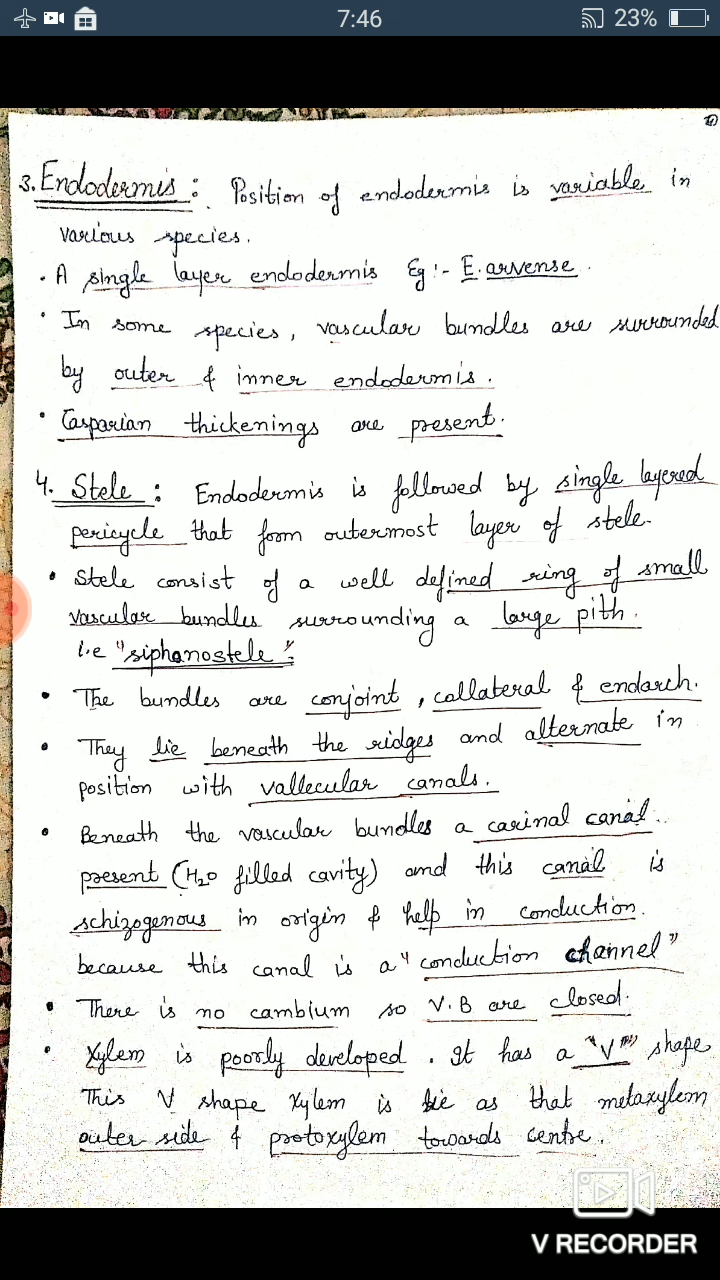 7:46 23%
3. Endodermis : Position of endodermis is variable in
various species.
• A single layer endodermis Eg :- E. arvense.
• In some species, vascular bundles are surrounded
by outer & inner endodermis.
• Casparian thickenings are present.
4. Stele : Endodermis is followed by single layered
pericycle that form outermost layer of stele.
• Stele consist of a well defined ring of small
vascular bundles surrounding a large pith.
i.e "siphanostele".
• The bundles are conjoint, collateral & endarch.
• They lie beneath the ridges and alternate in
position with vallecular canals.
• Beneath the vascular bundles a carinal canal.
present (H2O filled cavity) and this canal is
schizogenous in origin & help in conduction.
because this canal is a "conduction channel"
• There is no cambium so V.B are closed.
• Xylem is poorly developed. It has a "V" shape
This V shape Xylem is lie as that metaxylem
outer side & protoxylem towards centre.
V RECORDER